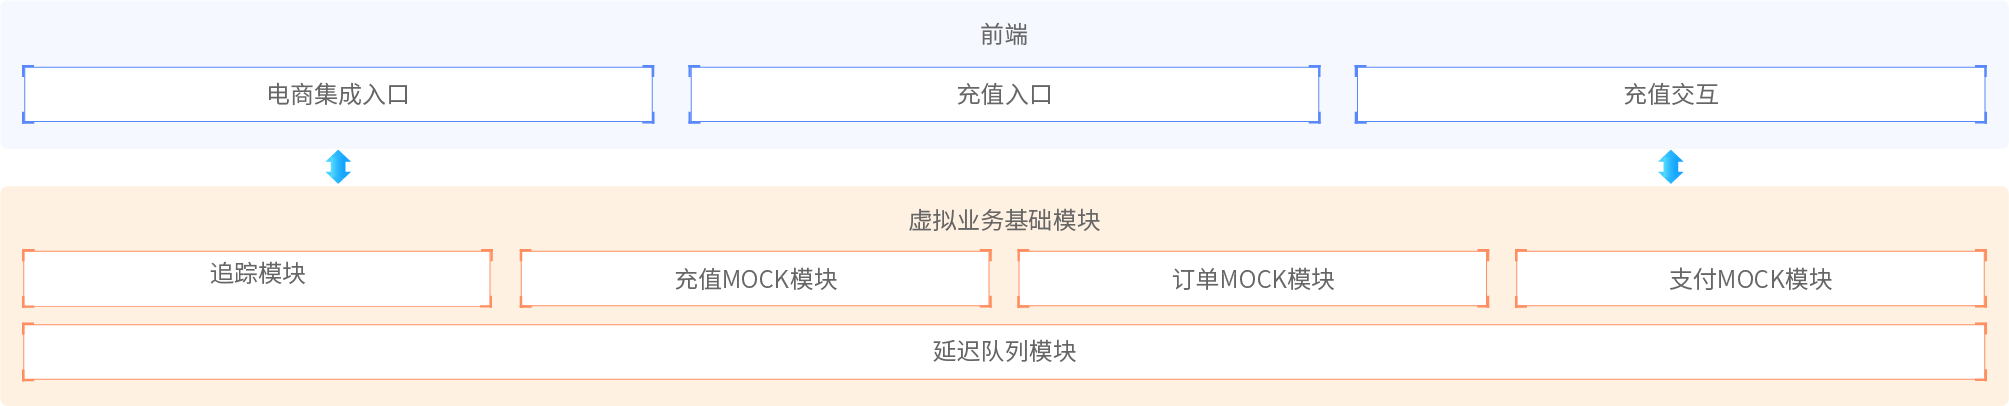 前端
电商集成入口
充值入口
充值交互
虚拟业务基础模块
追踪模块
充值MOCK模块
订单MOCK模块
支付MOCK模块
延迟队列模块